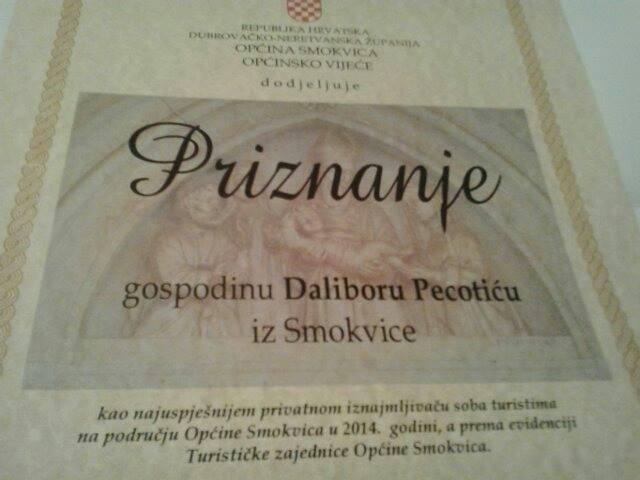 REPUBLIKA HRVATSKA
DUBROVAČKO-NERETVANSKA ŽUPANIJA
OPĆINA SMOKVICA
OPĆINSKO VIJEĆE
dodjeljuje
Priznanje
gospodinu Daliboru Pecotiću
iz Smokvice
kao najuspješnijem privatnom iznajmljivaču soba turistima
na području Općine Smokvica u 2014. godini, a prema evidenciji
Turističke zajednice Općine Smokvica.